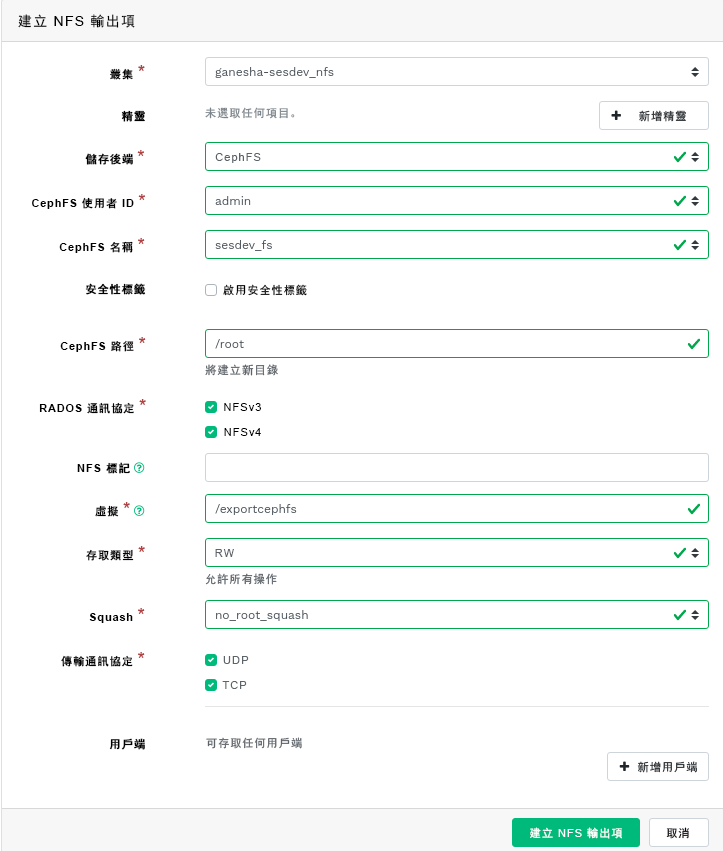 建立 NFS 輸出項
叢集 *
ganesha-sesdev_nfs
精靈
未選取任何項目。
新增精靈
儲存後端 *
CephFS
CephFS 使用者 ID *
admin
CephFS 名稱 *
sesdev_fs
安全性標籤
啟用安全性標籤
CephFS 路徑 *
/root
將建立新目錄
RADOS 通訊協定 *
NFSv3
NFSv4
NFS 標記
虛擬 *
/exportcephfs
存取類型 *
RW
允許所有操作
Squash *
no_root_squash
傳輸通訊協定 *
UDP
TCP
用戶端
可存取任何用戶端
新增用戶端
建立 NFS 輸出項
取消